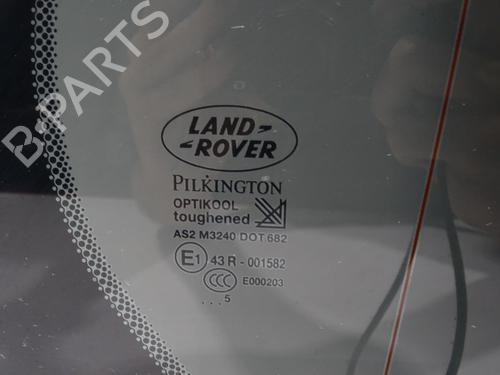 B-PARTS
LAND-
ROVER
PILKINGTON
OPTIKOOL
toughened
AS2 M3240 DOT 682
E1 43 R - 001582
CCC E000203
...5